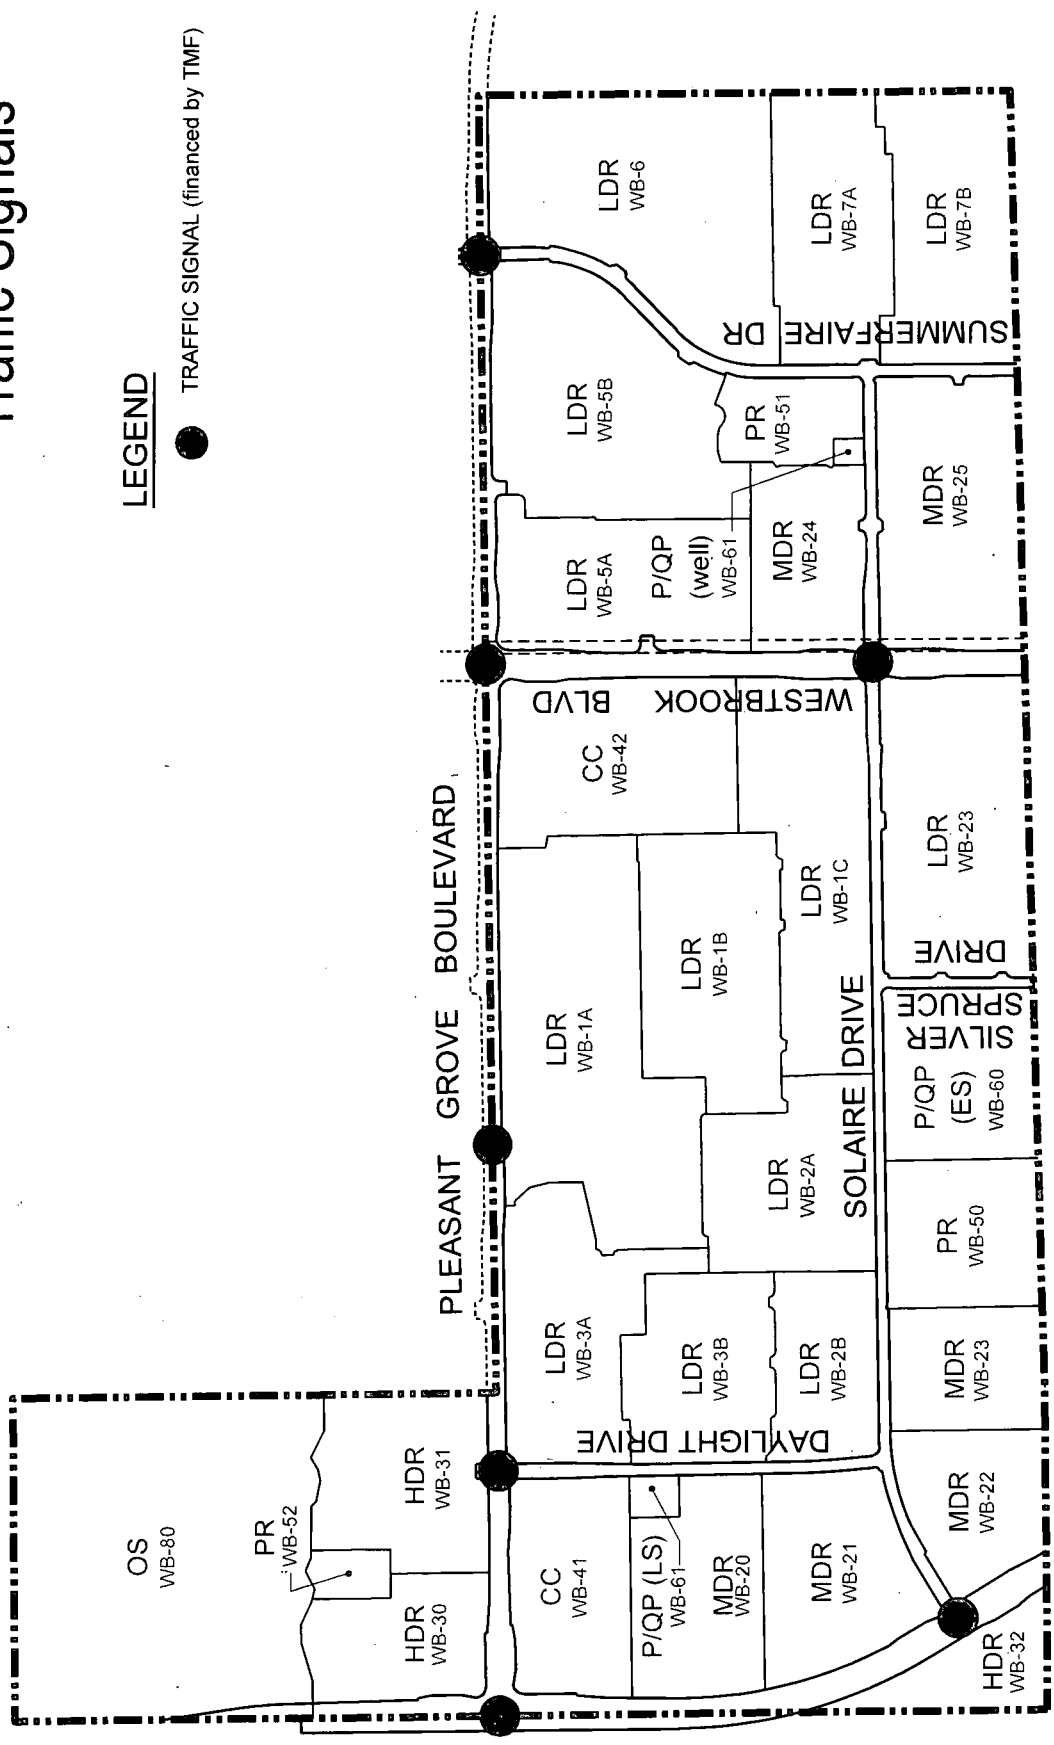 Traffic Signals
LEGEND
TRAFFIC SIGNAL (financed by TMF)
OS
WB-80
PR
WB-52
HDR
WB-30
HDR
WB-31
PLEASANT GROVE BOULEVARD
CC
WB-41
P/QP (LS)
WB-61
MDR
WB-20
MDR
WB-21
HDR
WB-32
MDR
WB-22
DAYLIGHT DRIVE
LDR
WB-3A
LDR
WB-3B
LDR
WB-2B
MDR
WB-23
PR
WB-50
LDR
WB-2A
SOLAIRE DRIVE
P/QP
(ES)
WB-60
SILVER
SPRUCE
DRIVE
LDR
WB-1A
LDR
WB-1B
LDR
WB-1C
LDR
WB-23
CC
WB-42
WESTBROOK BLVD
LDR
WB-5A
P/QP
(well)
WB-61
MDR
WB-24
MDR
WB-25
LDR
WB-5B
PR
WB-51
SUMMERFAIRE DR
LDR
WB-6
LDR
WB-7A
LDR
WB-7B